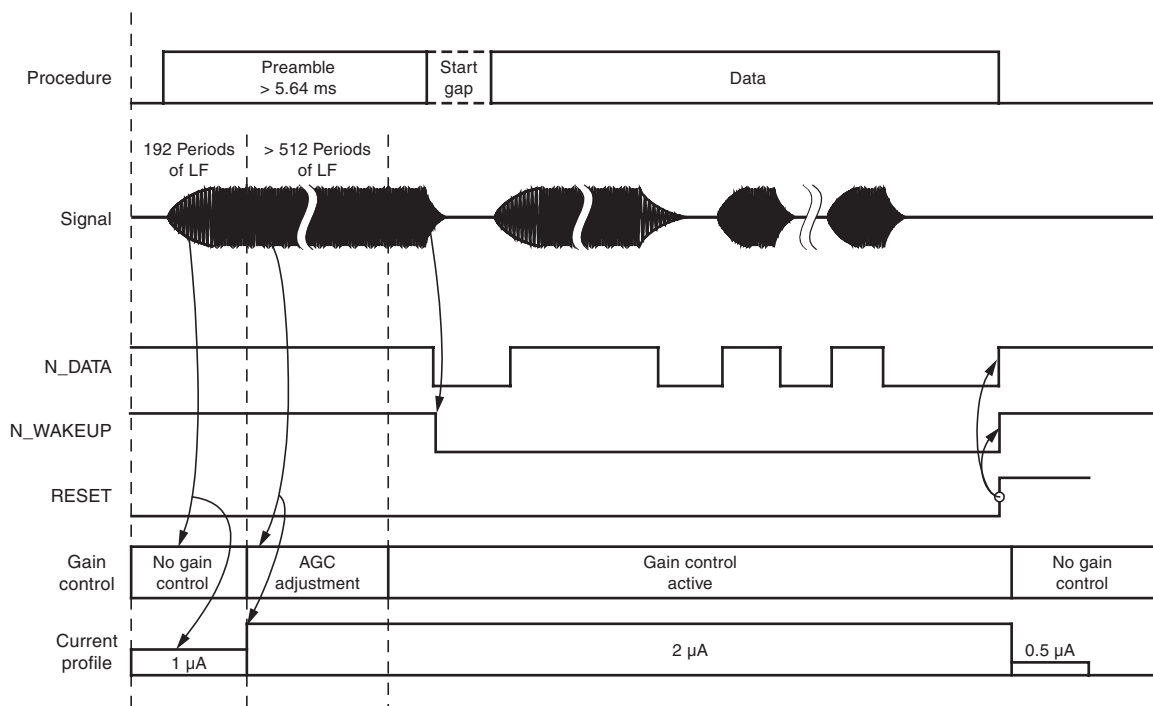 Procedure
Preamble
> 5.64 ms
Start
gap
Data
192 Periods
of LF
> 512 Periods
of LF
Signal
N_DATA
N_WAKEUP
RESET
Gain
control
No gain
control
AGC
adjustment
Gain control
active
No gain
control
Current
profile
1 µA
2 µA
0.5 µA